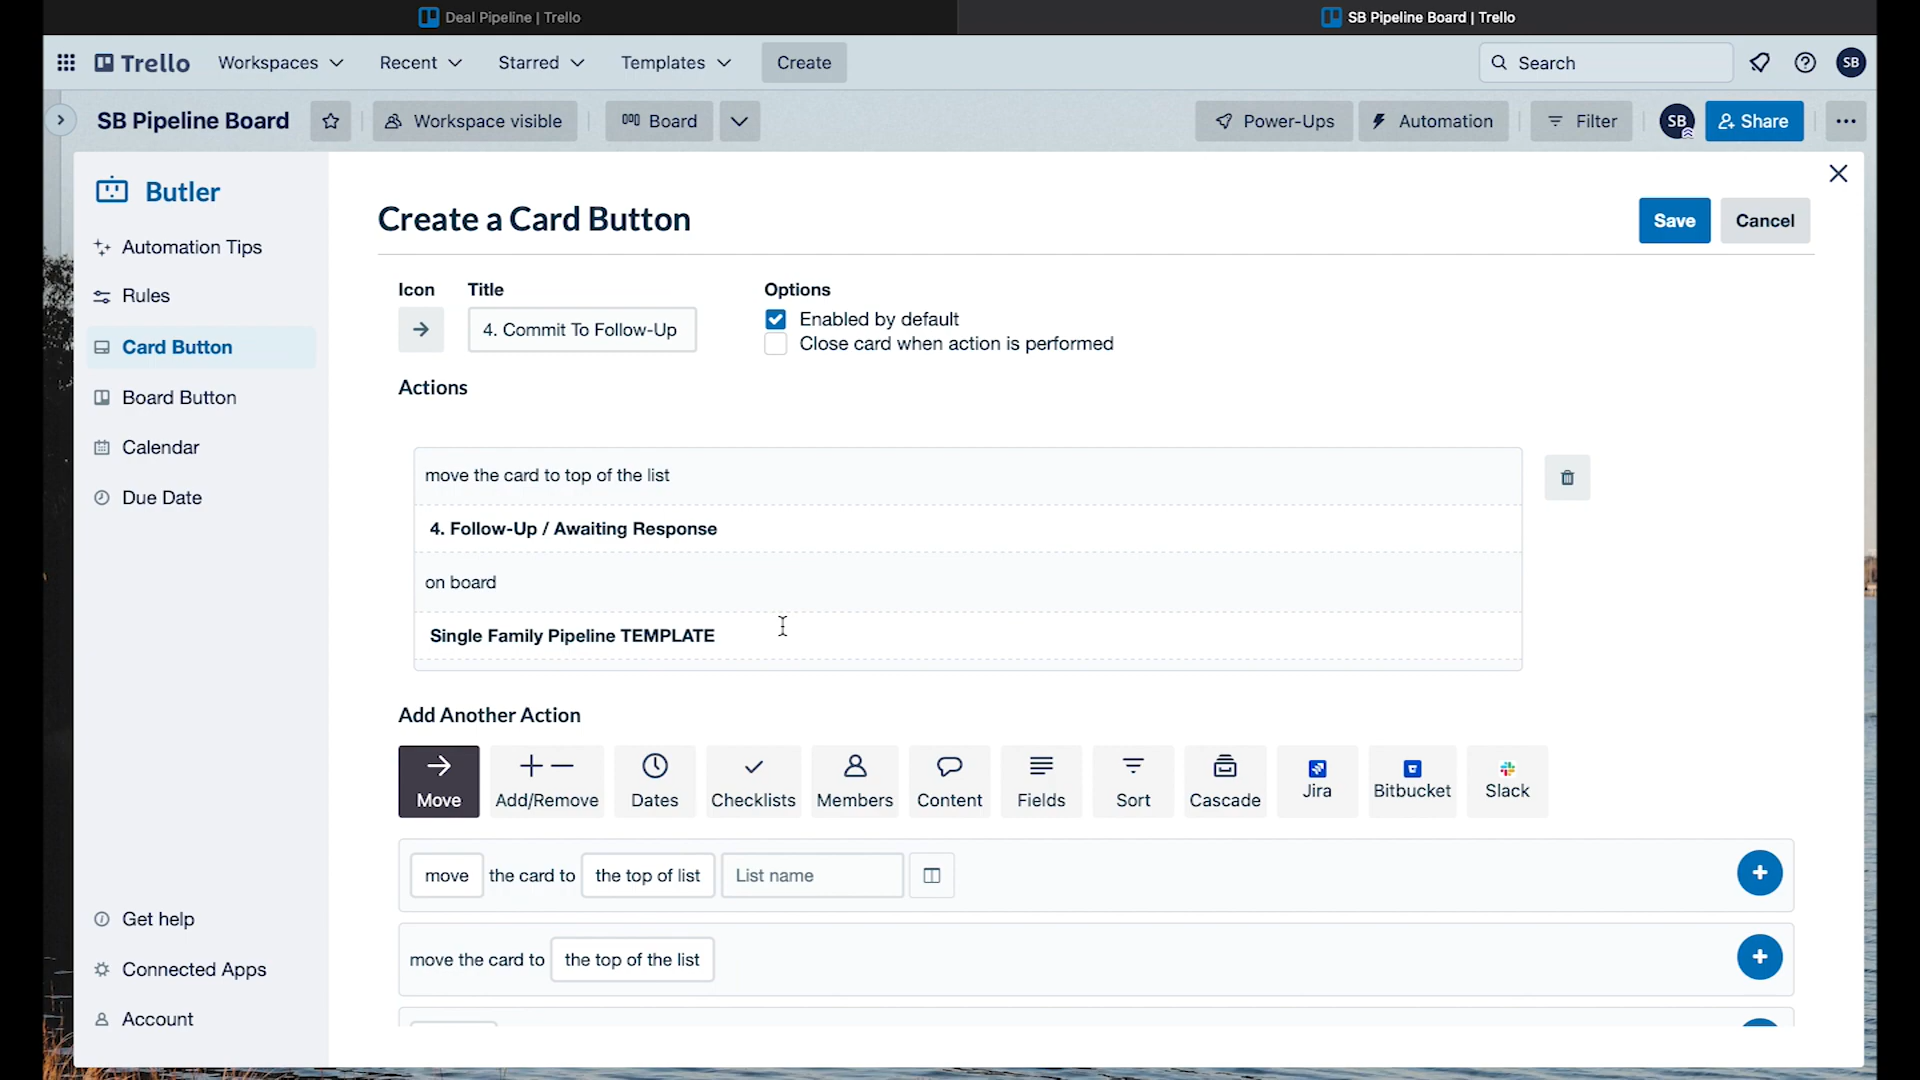 Deal Pipeline | Trello
SB Pipeline Board | Trello
Trello Workspaces Recent Starred Templates Create Search SB
SB Pipeline Board Workspace visible Board Power-Ups Automation Filter SB Share
Butler
Automation Tips
Rules
Card Button
Board Button
Calendar
Due Date
Get help
Connected Apps
Account
Create a Card Button
Save Cancel
Icon Title Options
4. Commit To Follow-Up
Enabled by default
Close card when action is performed
Actions
move the card to top of the list
4. Follow-Up / Awaiting Response
on board
Single Family Pipeline TEMPLATE
Add Another Action
Move Add/Remove Dates Checklists Members Content Fields Sort Cascade Jira Bitbucket Slack
move the card to the top of list List name
move the card to the top of the list